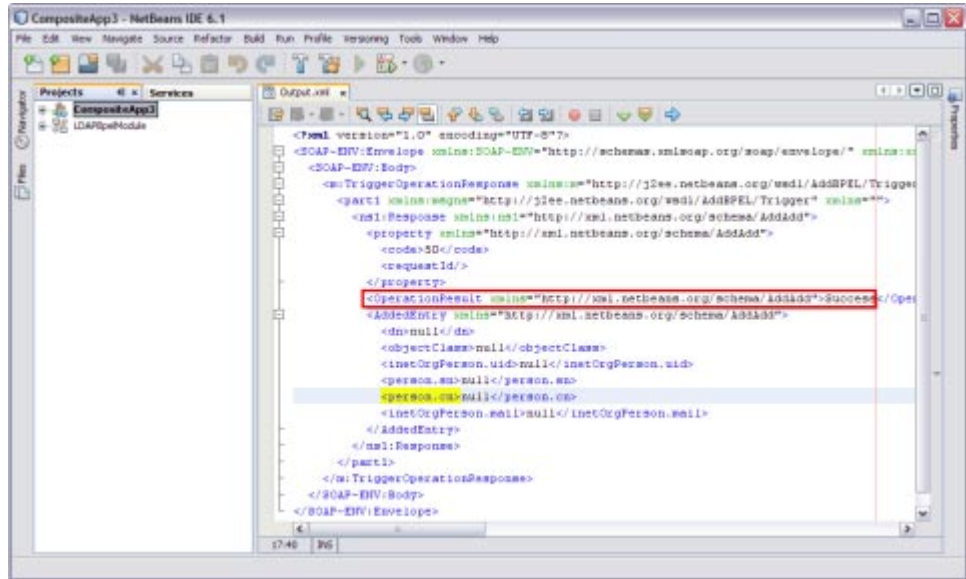 CompositeApp3 - NetBeans IDE 6.1
File Edit View Navigate Source Refactor Build Run Profile Versioning Tools Window Help
Projects Services
Output.xml
Navigator
Files
Properties
CompositeApp3
LDAPBpelModule
<?xml version="1.0" encoding="UTF-8"?>
<SOAP-ENV:Envelope xmlns:SOAP-ENV="http://schemas.xmlsoap.org/soap/envelope/"
<SOAP-ENV:Body>
<m:TriggerOperationResponse xmlns:m="http://j2ee.netbeans.org/wsdl/AddBPEL/Trigger
<part1 xmlns:msgns="http://j2ee.netbeans.org/wsdl/AddBPEL/Trigger" xmlns="">
<ns1:Response xmlns:ns1="http://xml.netbeans.org/schema/AddAdd">
<property xmlns="http://xml.netbeans.org/schema/AddAdd">
<code>50</code>
<requestId/>
</property>
<OperationResult xmlns="http://xml.netbeans.org/schema/AddAdd">Success</Oper
<AddedEntry xmlns="http://xml.netbeans.org/schema/AddAdd">
<dn>null</dn>
<objectClass>null</objectClass>
<inetOrgPerson.uid>null</inetOrgPerson.uid>
<person.sn>null</person.sn>
<person.cn>null</person.cn>
<inetOrgPerson.mail>null</inetOrgPerson.mail>
</AddedEntry>
</ns1:Response>
</part1>
</m:TriggerOperationResponse>
</SOAP-ENV:Body>
</SOAP-ENV:Envelope>
17:40 INS